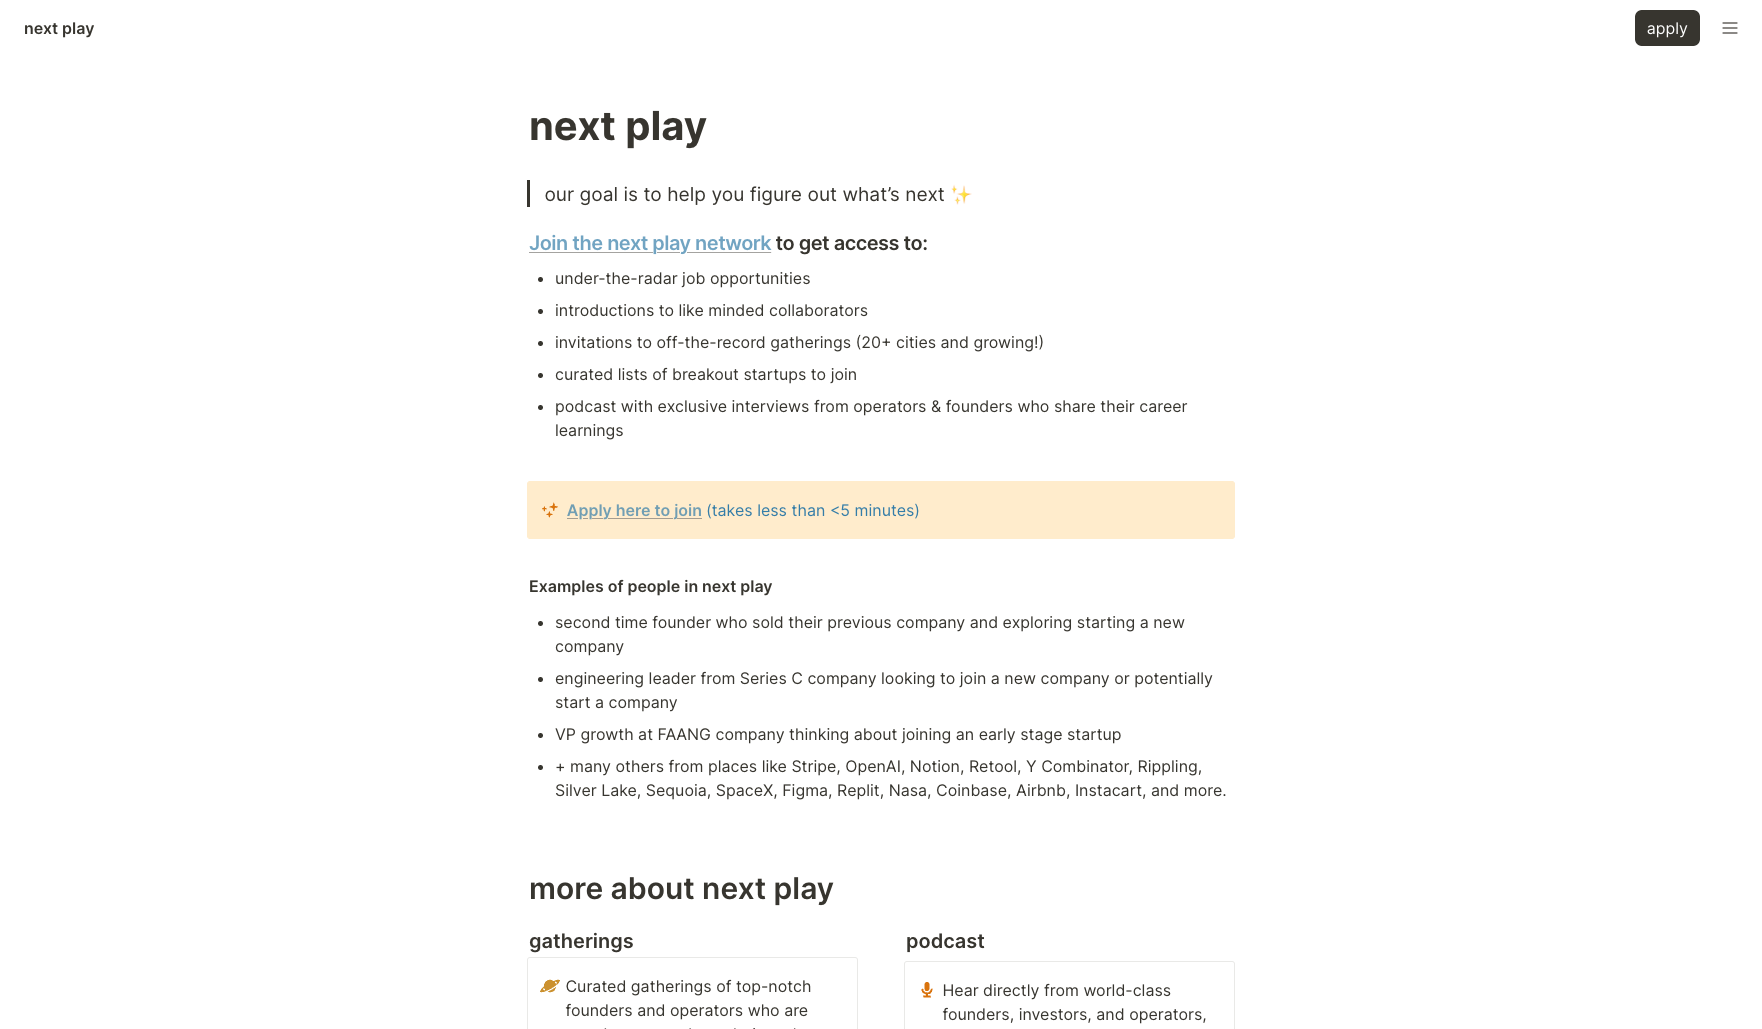 next play
apply
next play
our goal is to help you figure out what’s next ✨
Join the next play network to get access to:
• under-the-radar job opportunities
• introductions to like minded collaborators
• invitations to off-the-record gatherings (20+ cities and growing!)
• curated lists of breakout startups to join
• podcast with exclusive interviews from operators & founders who share their career
learnings
Apply here to join (takes less than <5 minutes)
Examples of people in next play
• second time founder who sold their previous company and exploring starting a new
company
• engineering leader from Series C company looking to join a new company or potentially
start a company
• VP growth at FAANG company thinking about joining an early stage startup
• + many others from places like Stripe, OpenAI, Notion, Retool, Y Combinator, Rippling,
Silver Lake, Sequoia, SpaceX, Figma, Replit, Nasa, Coinbase, Airbnb, Instacart, and more.
more about next play
gatherings
Curated gatherings of top-notch
founders and operators who are
podcast
Hear directly from world-class
founders, investors, and operators,